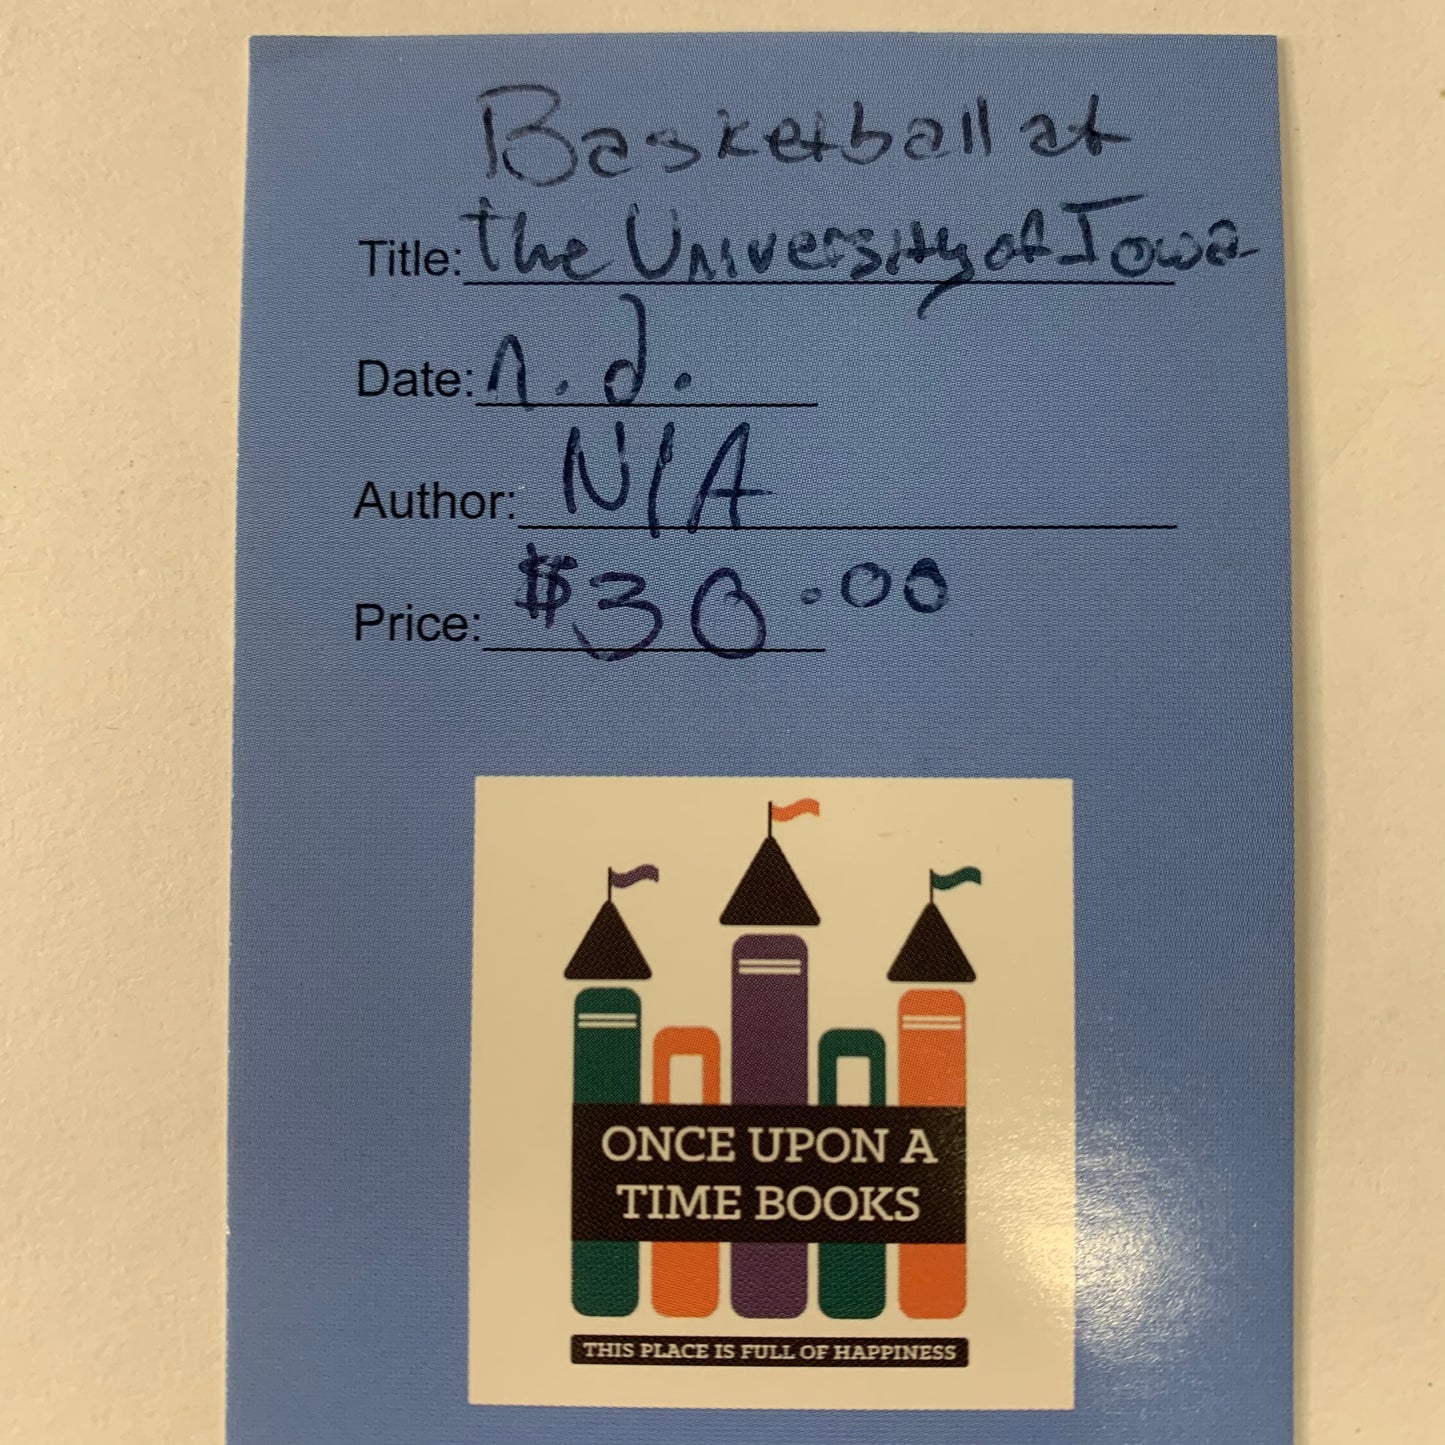 Basketball at
Title: the University of Iowa
Date: n.d.
Author: N/A
Price: $30.00
ONCE UPON A
TIME BOOKS
THIS PLACE IS FULL OF HAPPINESS